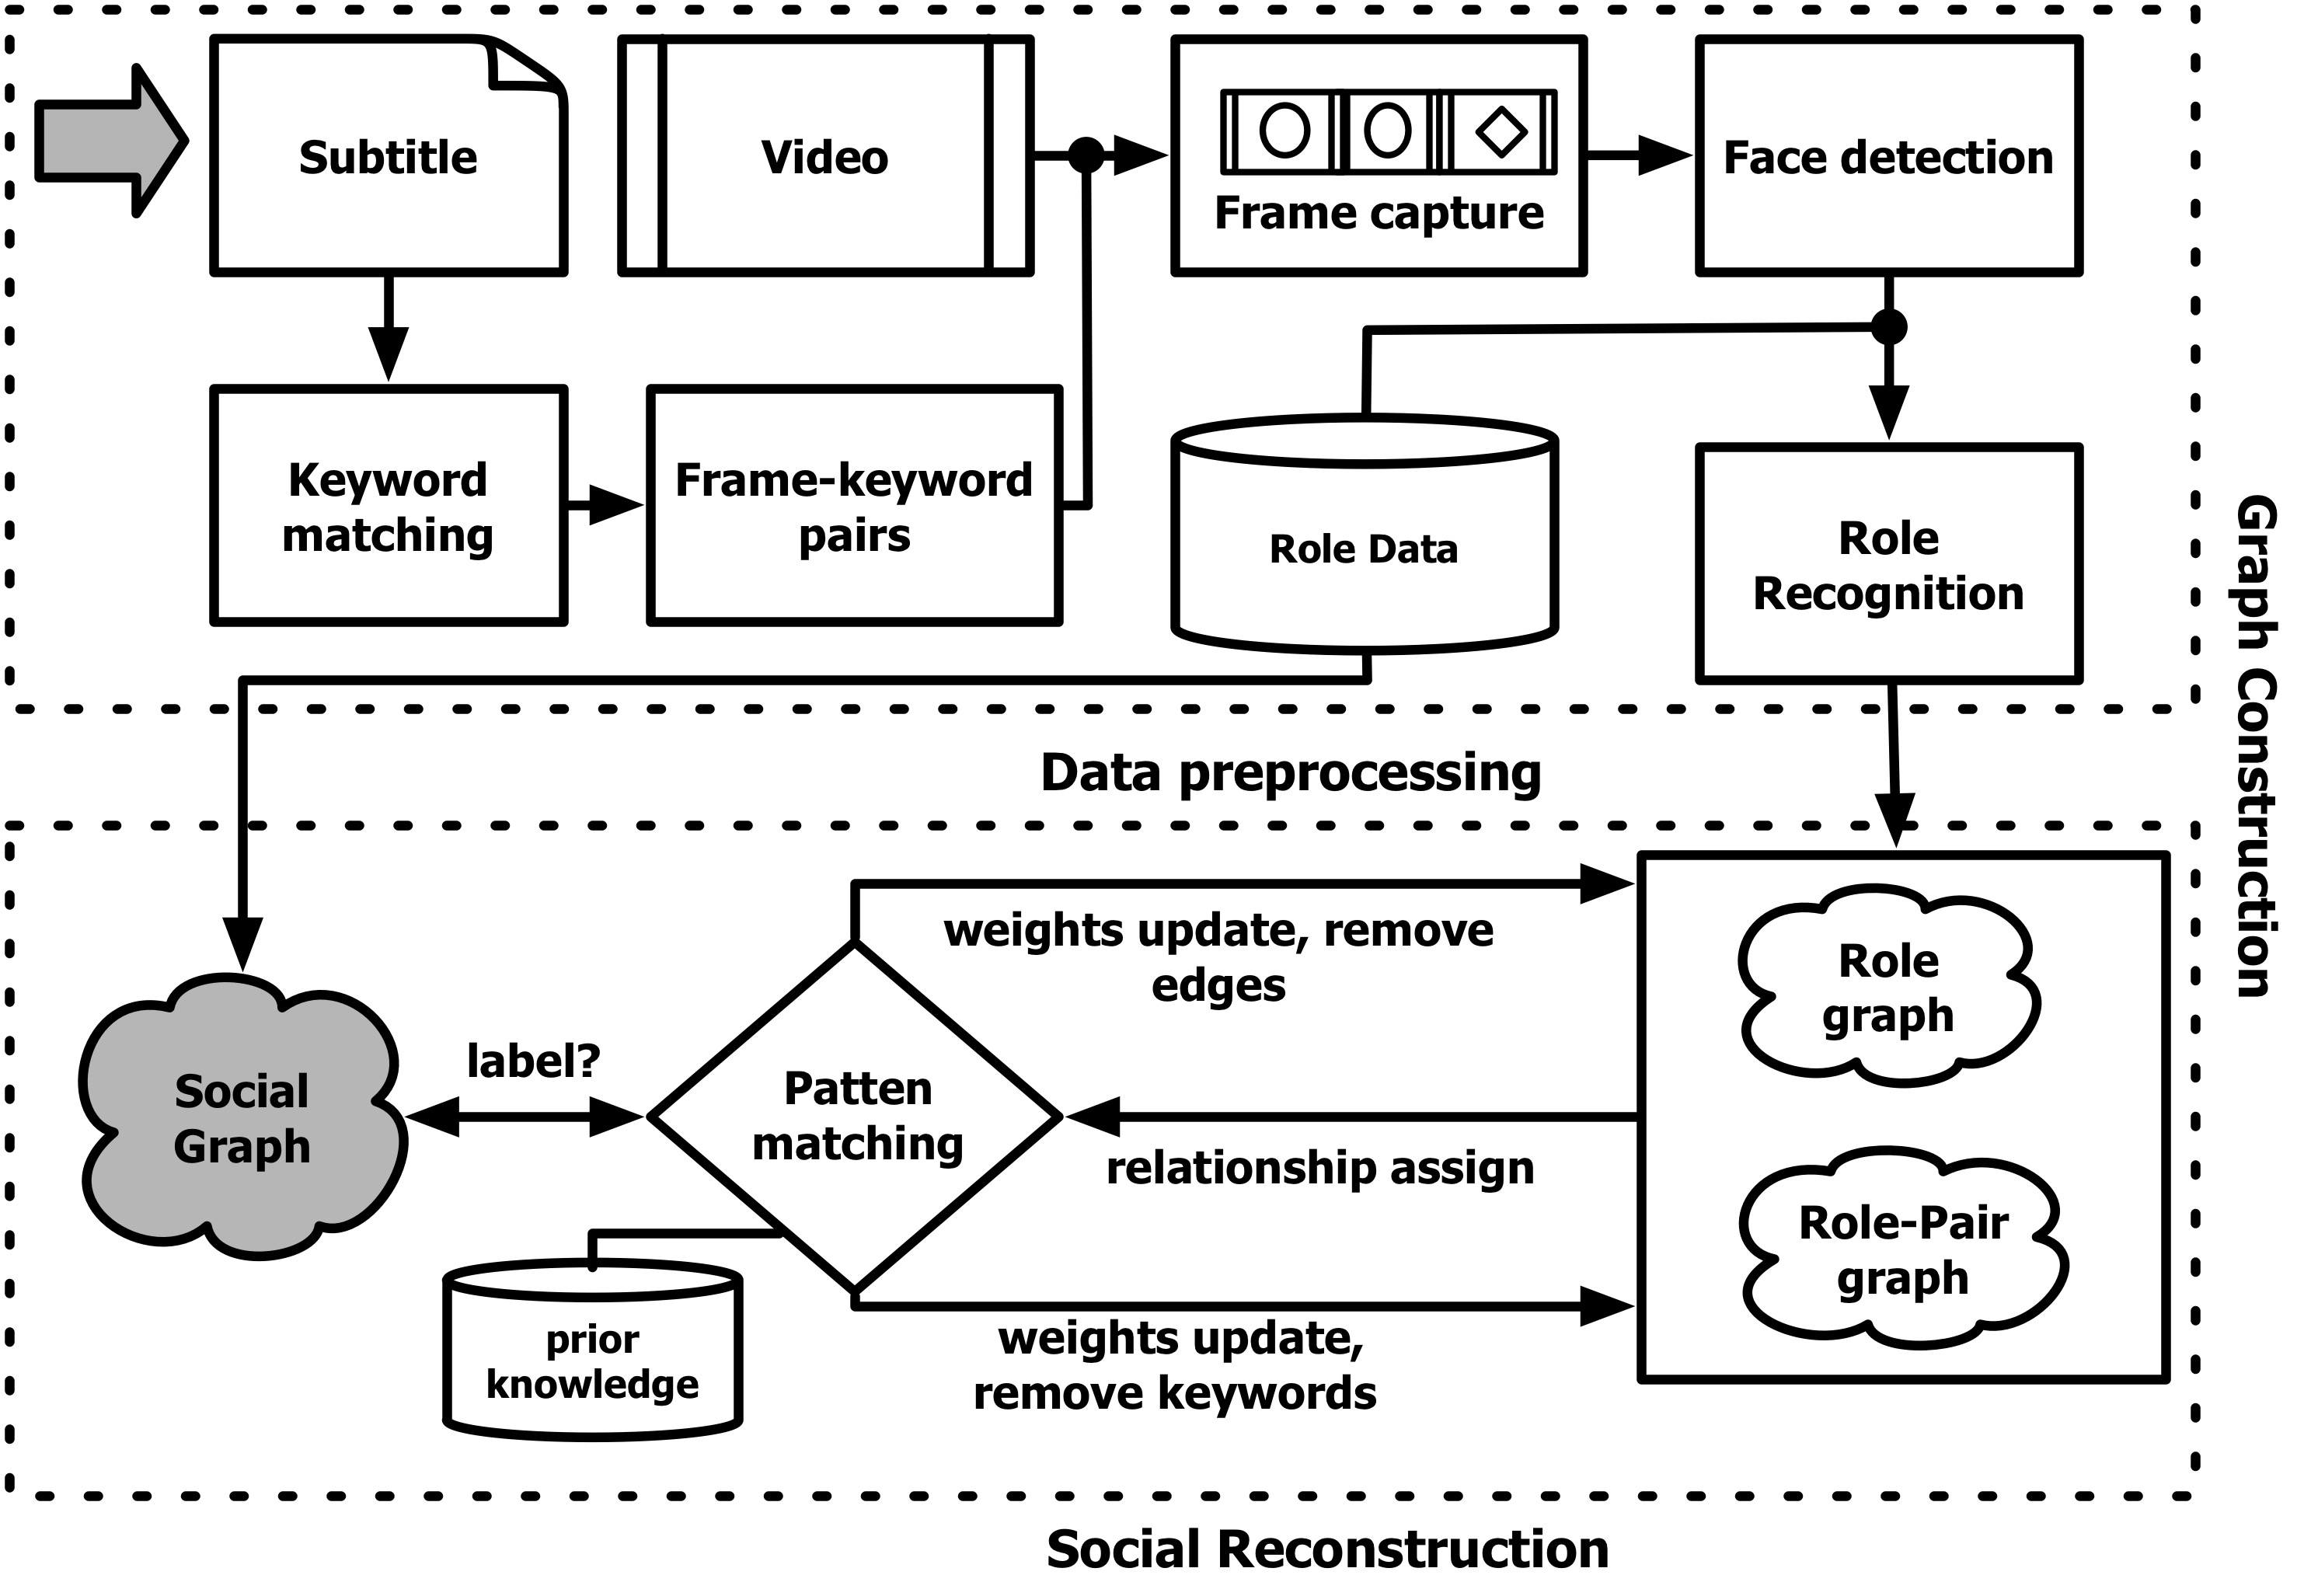 Subtitle
Video
Frame capture
Face detection
Keyword
matching
Frame-keyword
pairs
Role Data
Role
Recognition
Graph Construction
Data preprocessing
weights update, remove
edges
Role
graph
label?
Social
Graph
Patten
matching
relationship assign
Role-Pair
graph
prior
knowledge
weights update,
remove keywords
Social Reconstruction